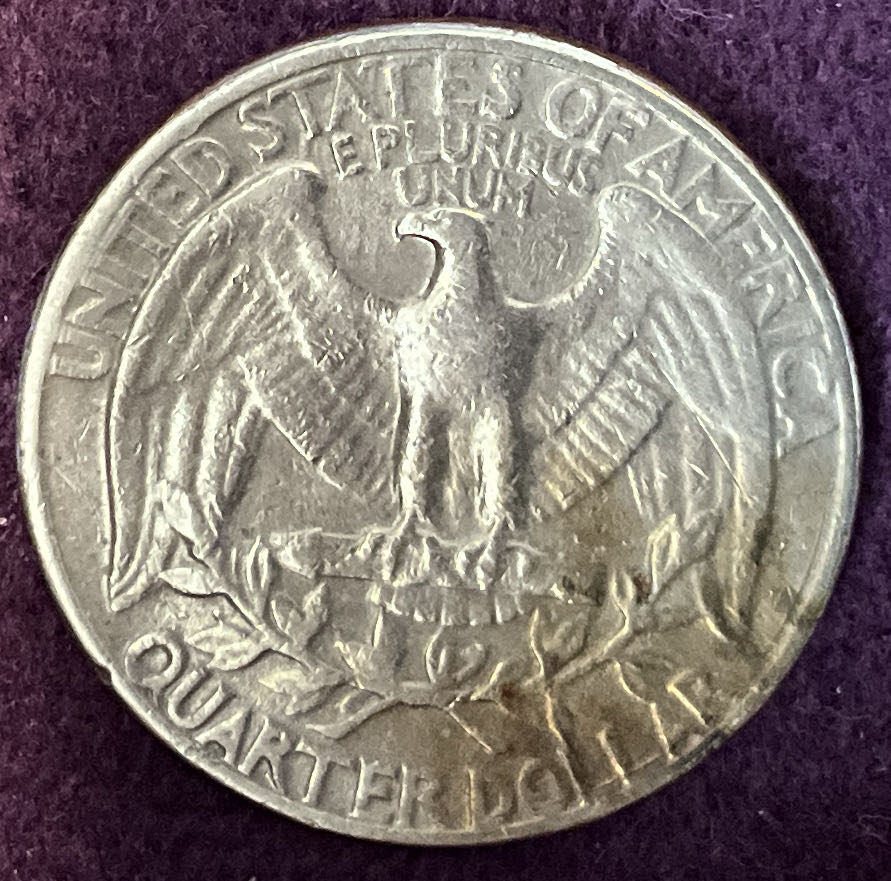 UNITED STATES OF AMERICA
E PLURIBUS
UNUM
QUARTER DOLLAR